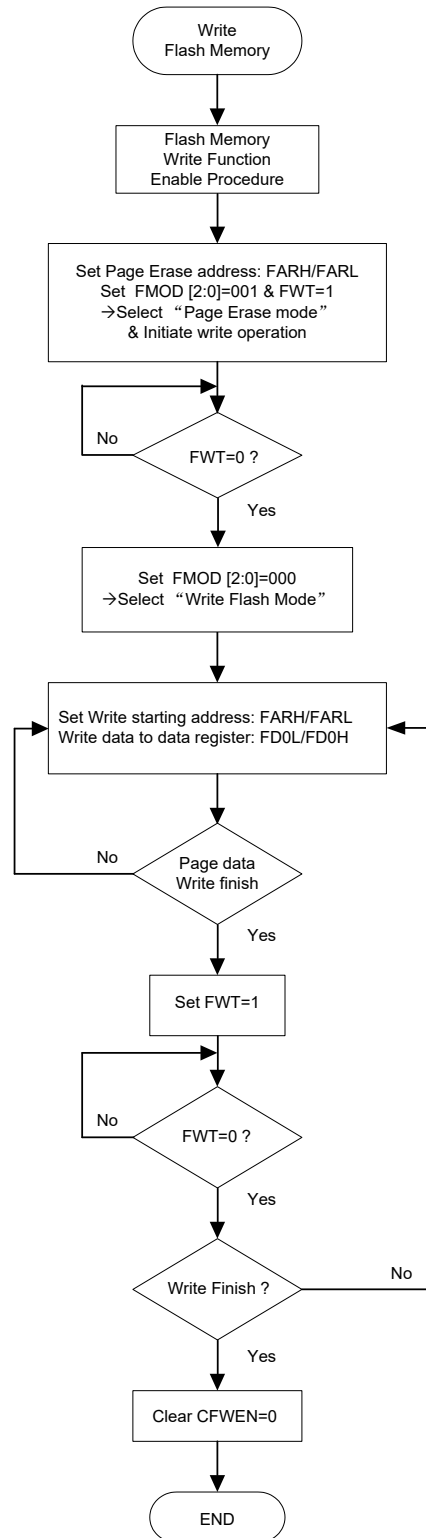 Write
Flash Memory
Flash Memory
Write Function
Enable Procedure
Set Page Erase address: FARH/FARL
Set FMOD [2:0]=001 & FWT=1
→Select “Page Erase mode”
& Initiate write operation
No
FWT=0 ?
Yes
Set FMOD [2:0]=000
→Select “Write Flash Mode”
Set Write starting address: FARH/FARL
Write data to data register: FD0L/FD0H
No
Page data
Write finish
Yes
Set FWT=1
No
FWT=0 ?
Yes
Write Finish ?
No
Yes
Clear CFWEN=0
END